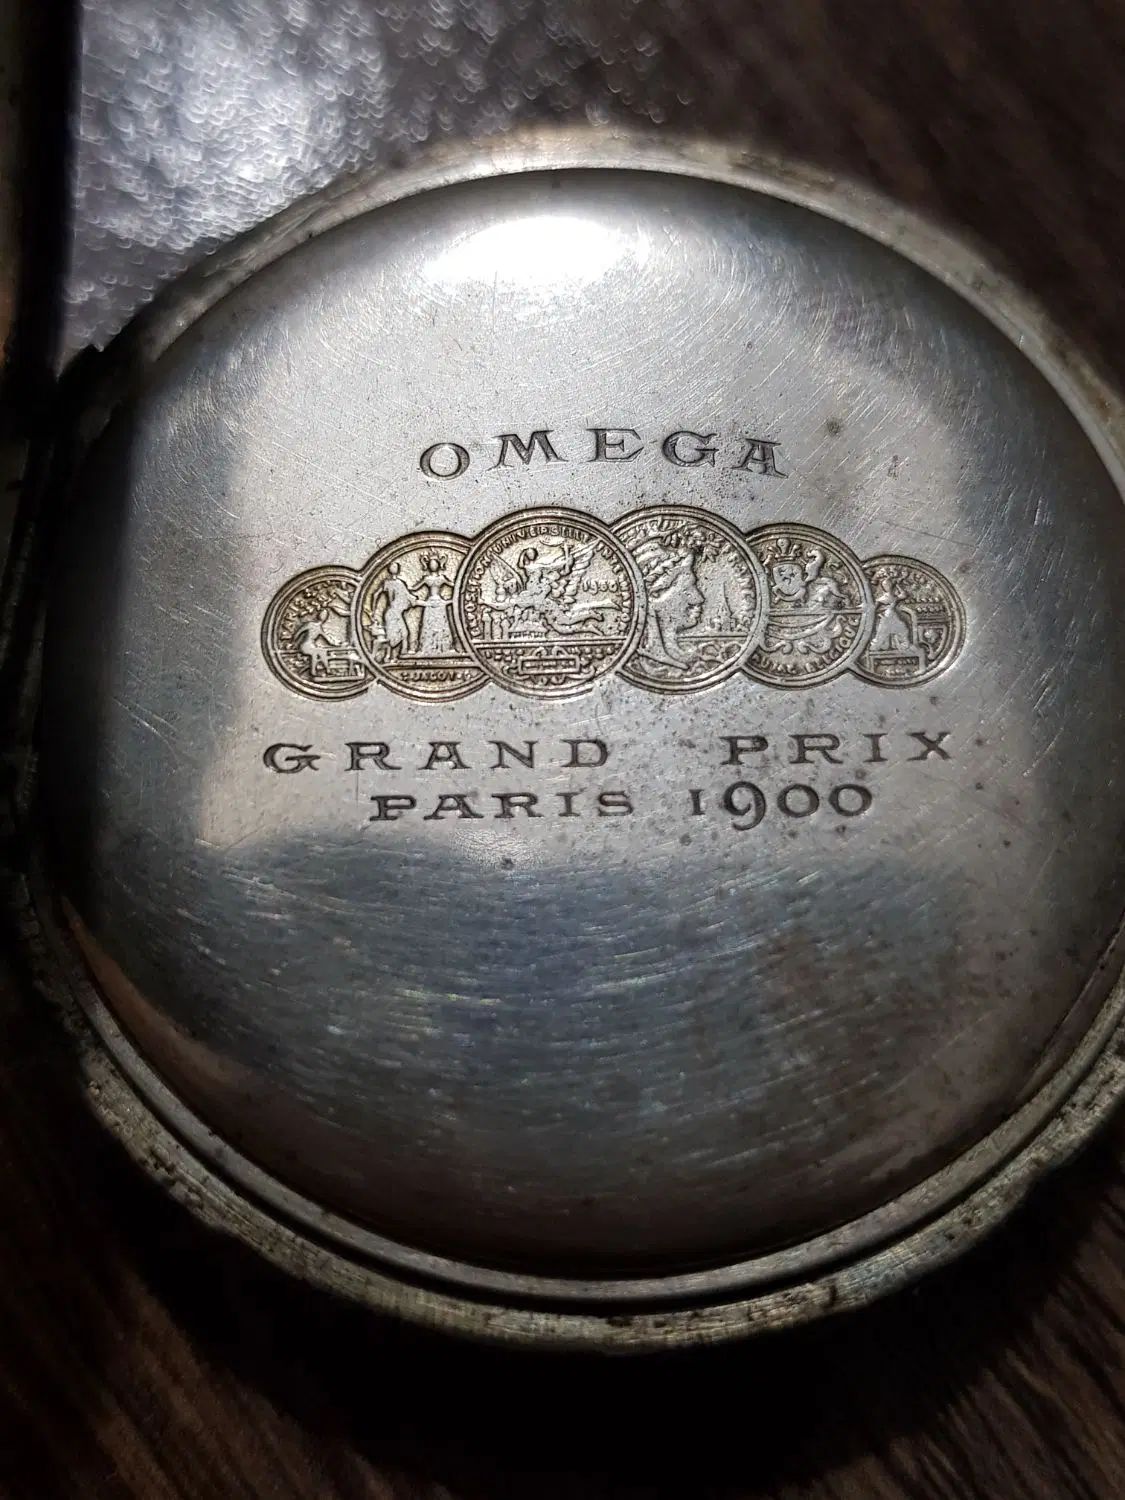 OMEGA
GRAND PRIX
PARIS 1900